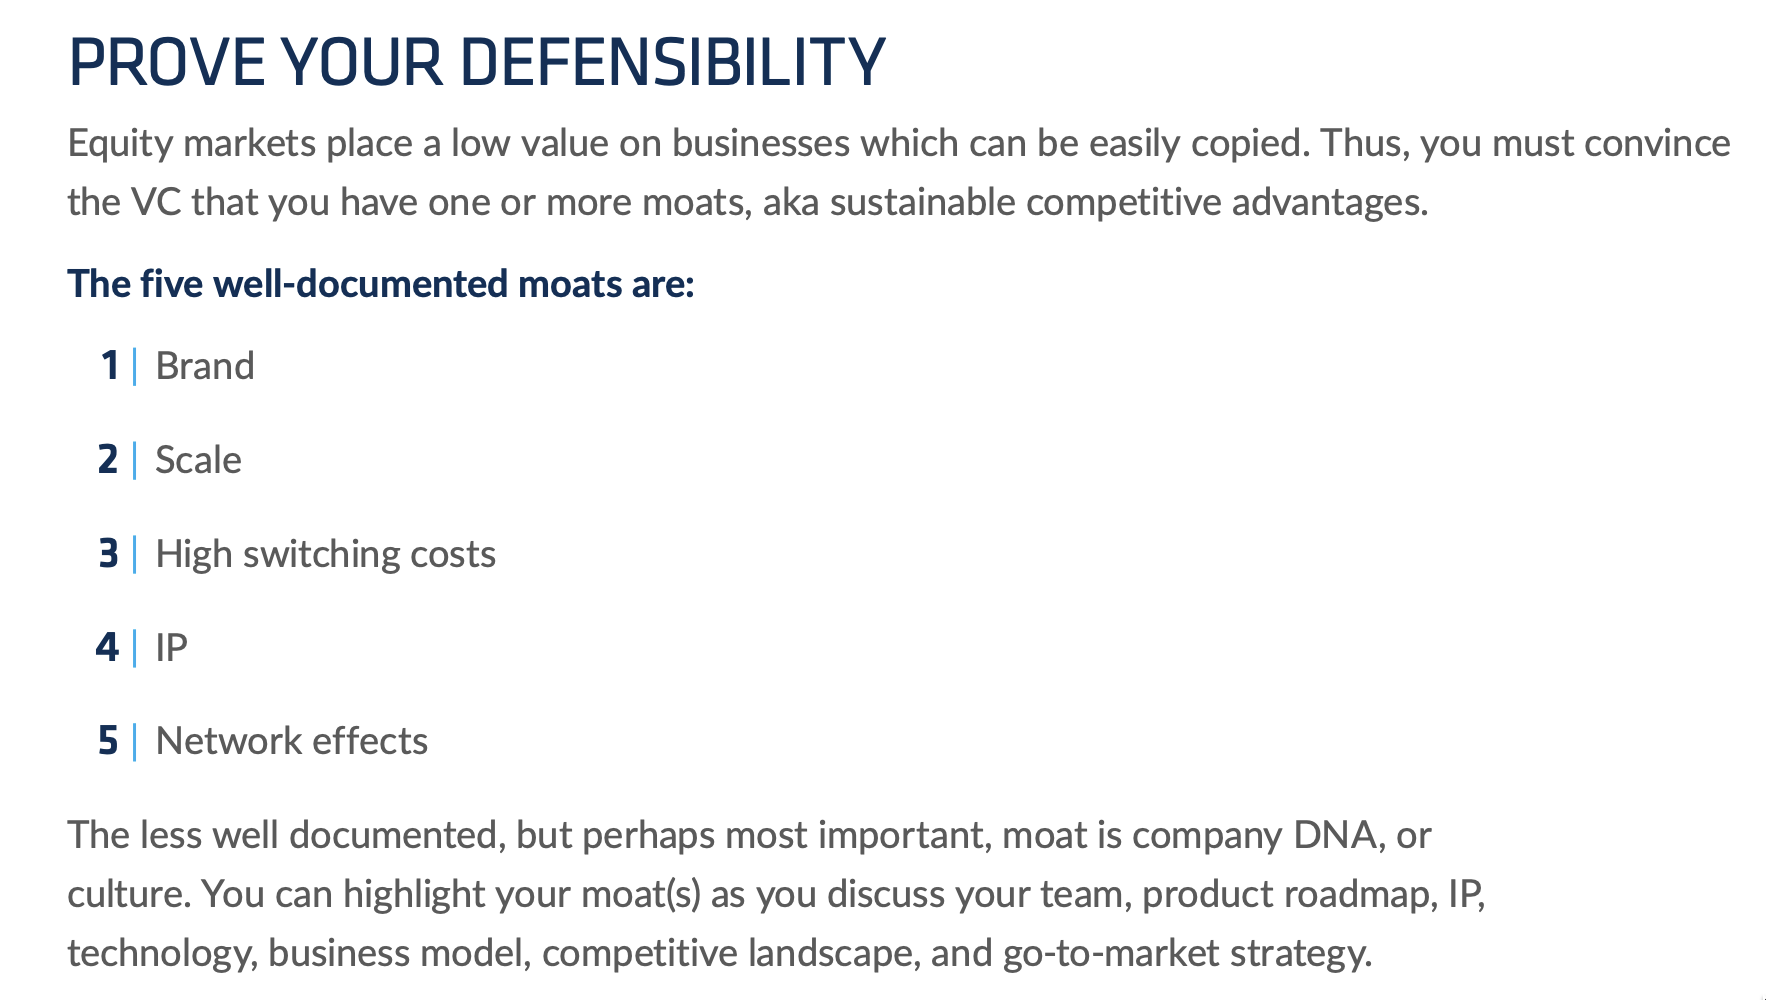 PROVE YOUR DEFENSIBILITY
Equity markets place a low value on businesses which can be easily copied. Thus, you must convince
the VC that you have one or more moats, aka sustainable competitive advantages.
The five well-documented moats are:
1 | Brand
2 | Scale
3 | High switching costs
4 | IP
5 | Network effects
The less well documented, but perhaps most important, moat is company DNA, or
culture. You can highlight your moat(s) as you discuss your team, product roadmap, IP,
technology, business model, competitive landscape, and go-to-market strategy.